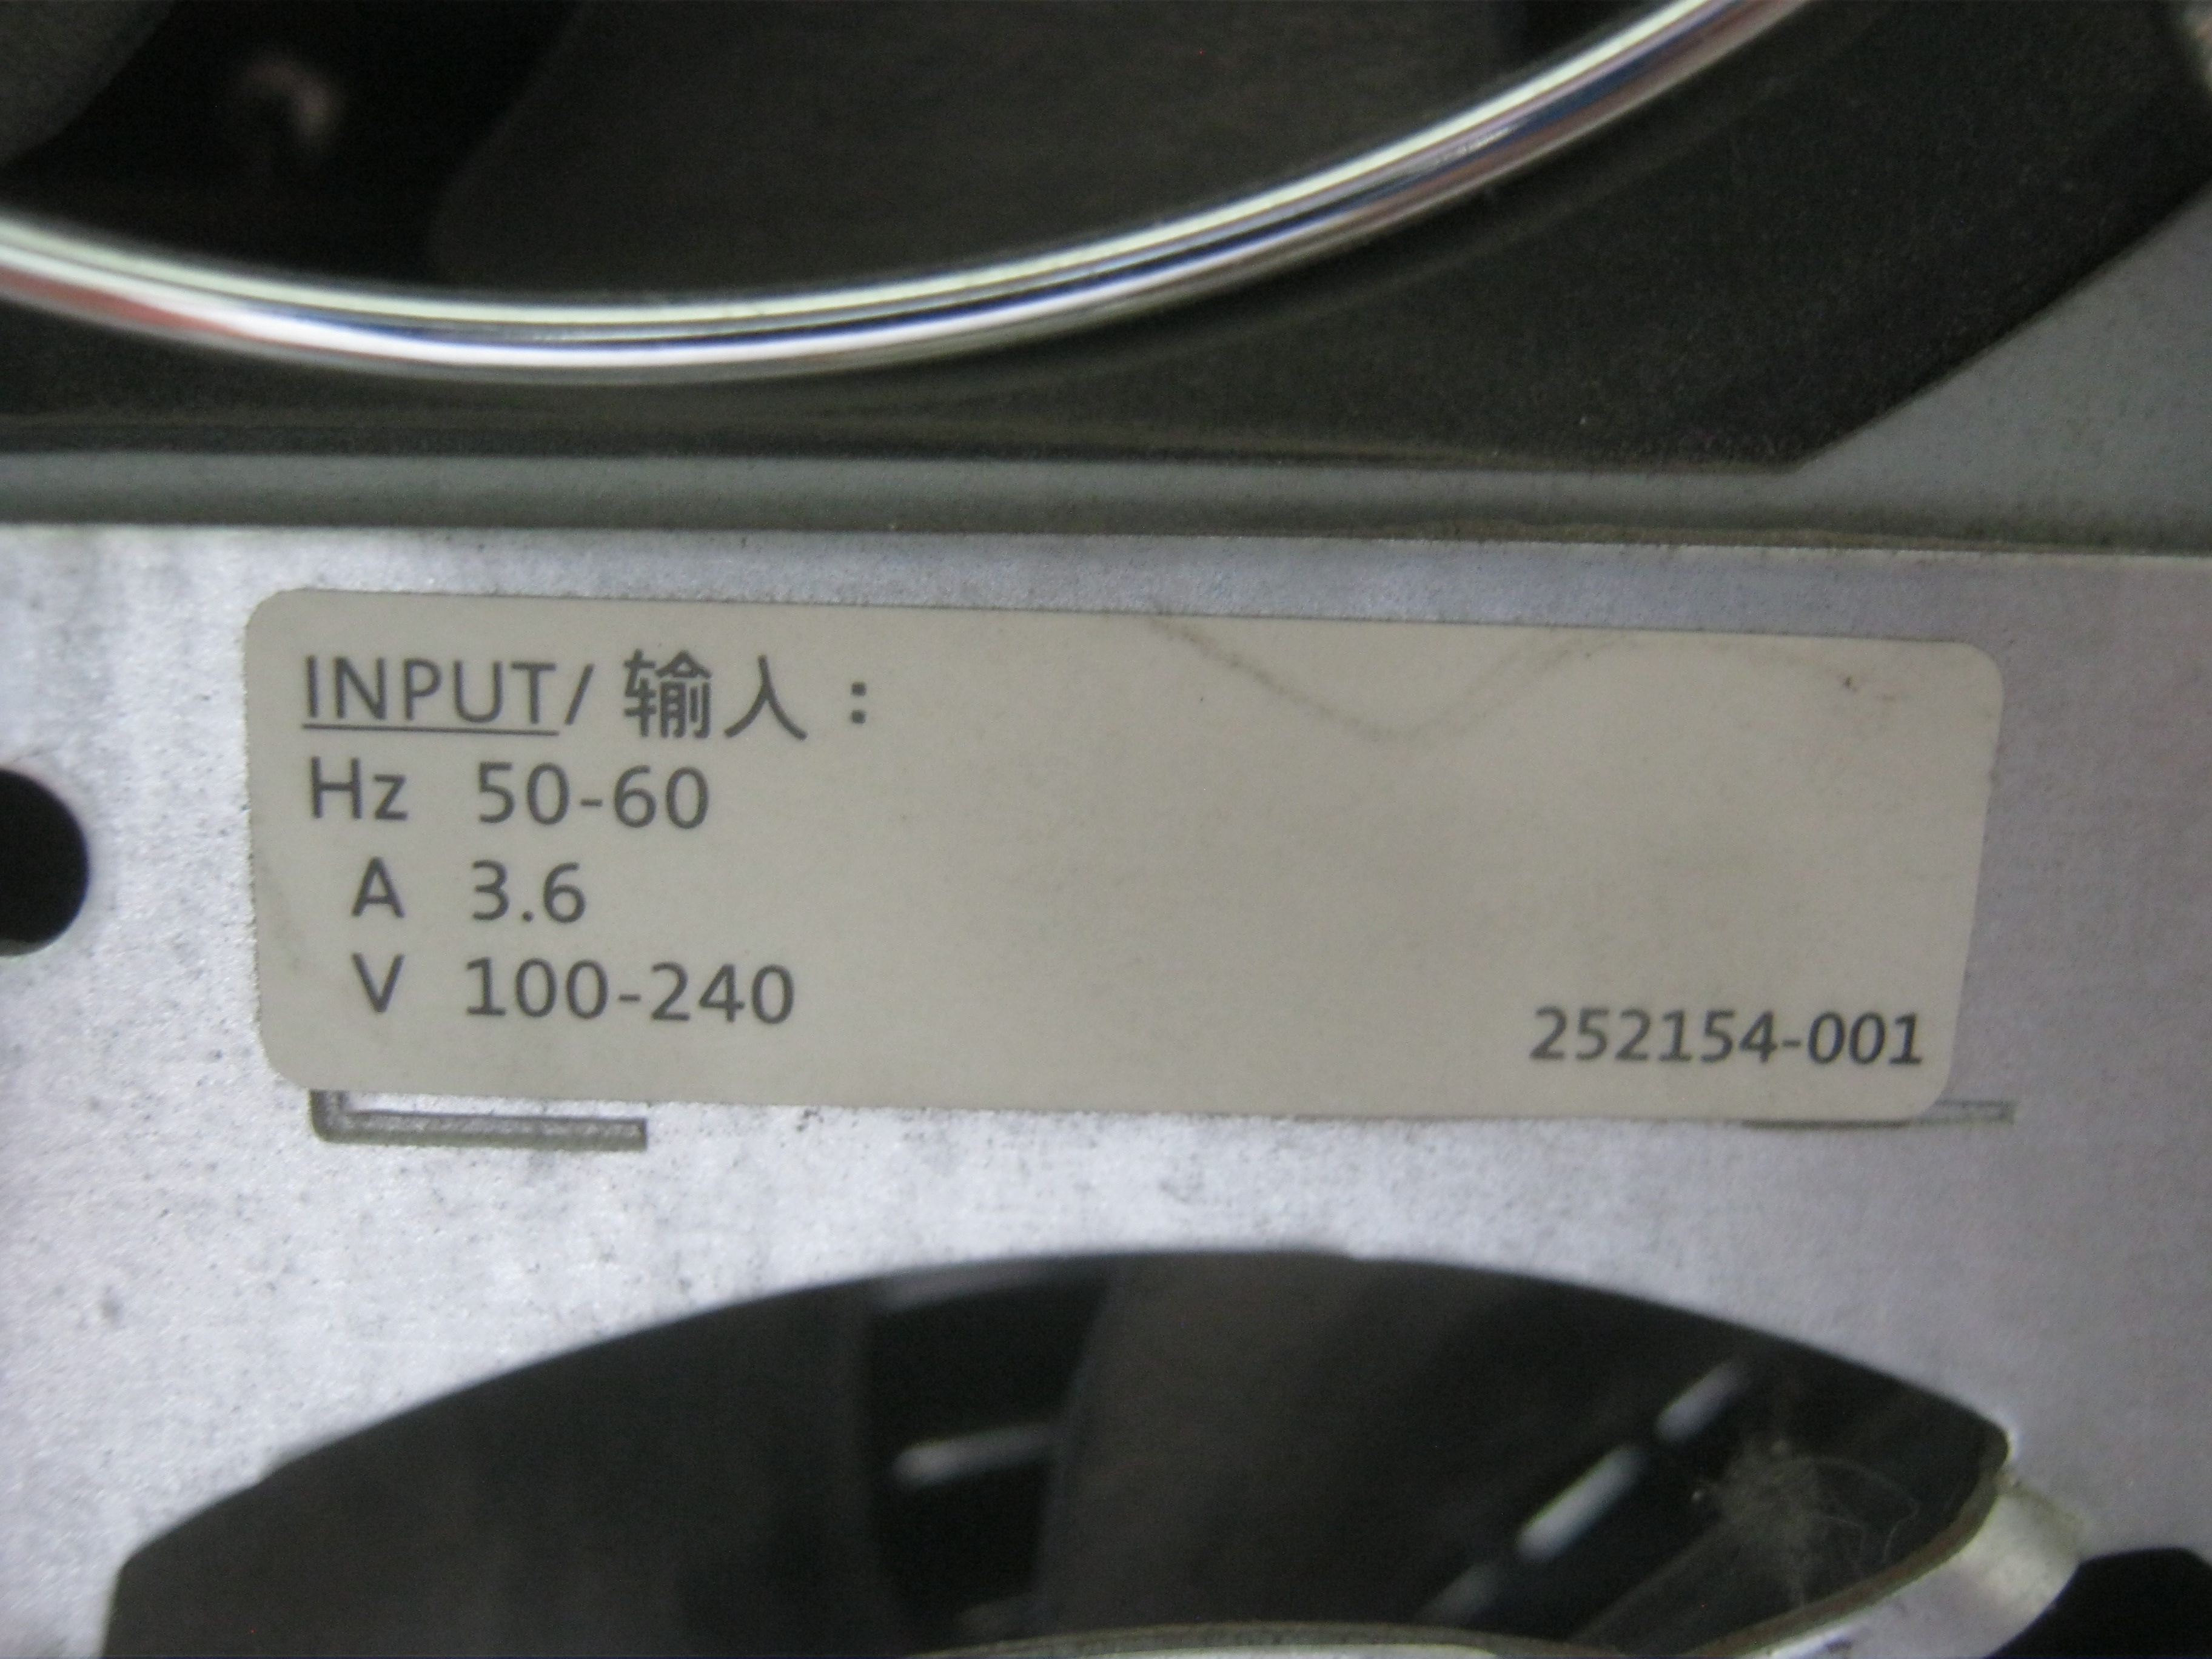 INPUT/ 输入：
Hz 50-60
A 3.6
V 100-240
252154-001